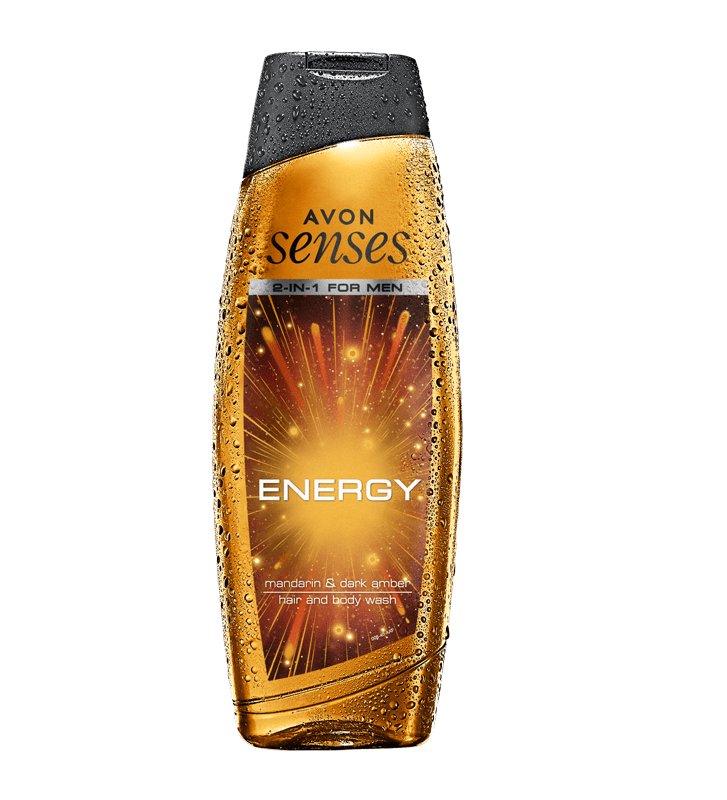 AVON
senses
2-IN-1 FOR MEN
ENERGY
mandarin & dark amber
hair and body wash